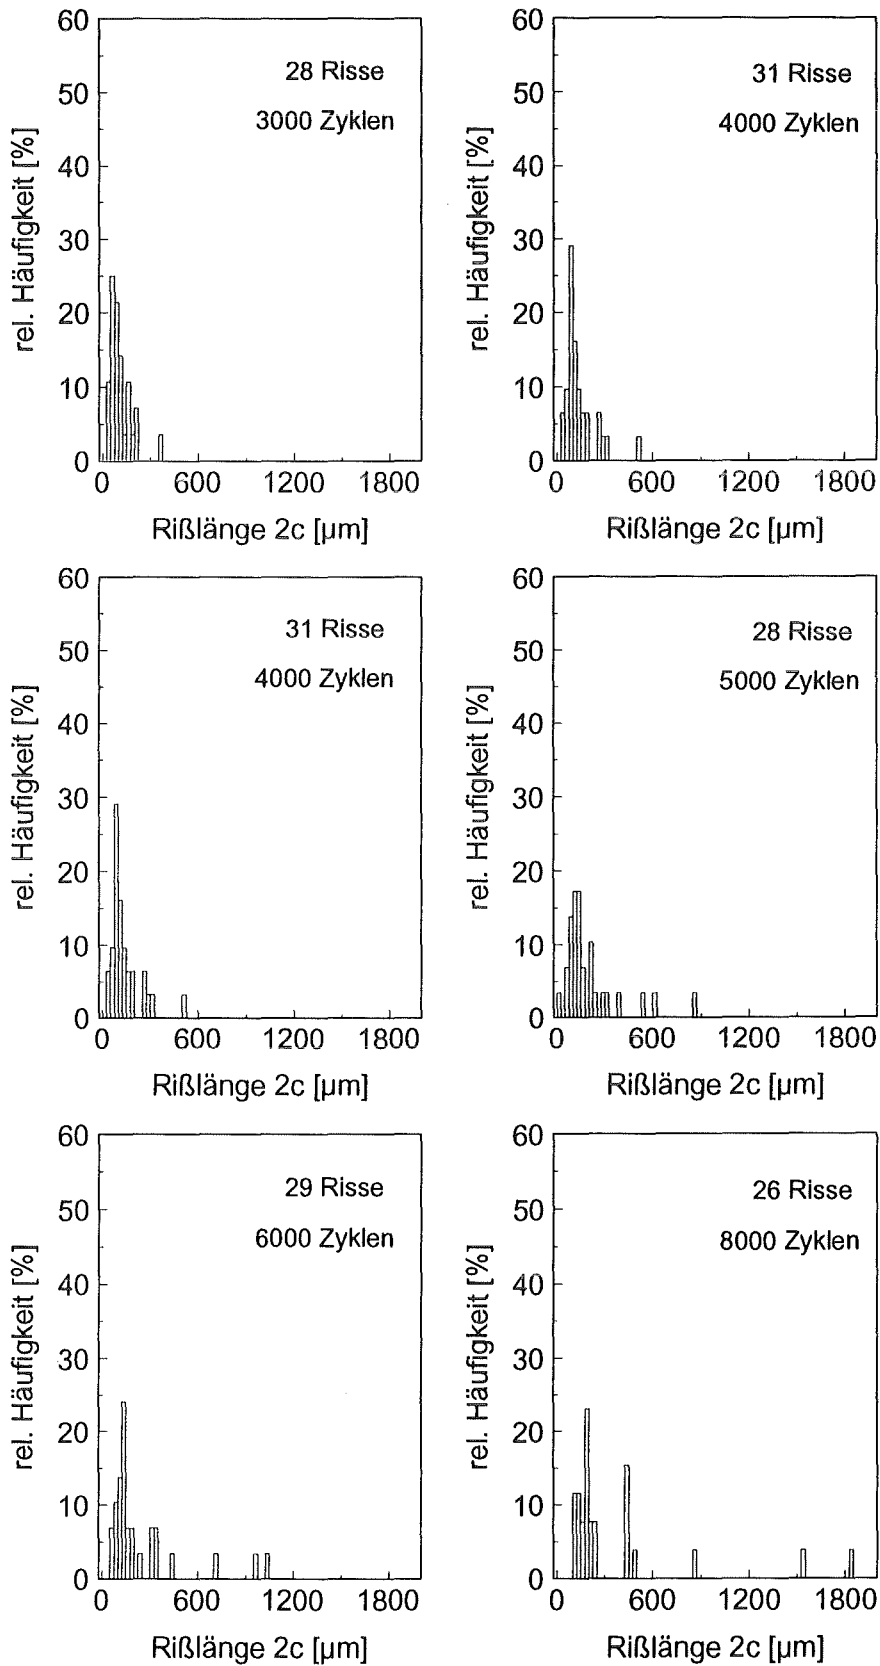 60
50
40
30
20
10
0
rel. Häufigkeit [%]
28 Risse
3000 Zyklen
0 600 1200 1800
Rißlänge 2c [µm]
60
50
40
30
20
10
0
rel. Häufigkeit [%]
31 Risse
4000 Zyklen
0 600 1200 1800
Rißlänge 2c [µm]
60
50
40
30
20
10
0
rel. Häufigkeit [%]
31 Risse
4000 Zyklen
0 600 1200 1800
Rißlänge 2c [µm]
60
50
40
30
20
10
0
rel. Häufigkeit [%]
28 Risse
5000 Zyklen
0 600 1200 1800
Rißlänge 2c [µm]
60
50
40
30
20
10
0
rel. Häufigkeit [%]
29 Risse
6000 Zyklen
0 600 1200 1800
Rißlänge 2c [µm]
60
50
40
30
20
10
0
rel. Häufigkeit [%]
26 Risse
8000 Zyklen
0 600 1200 1800
Rißlänge 2c [µm]